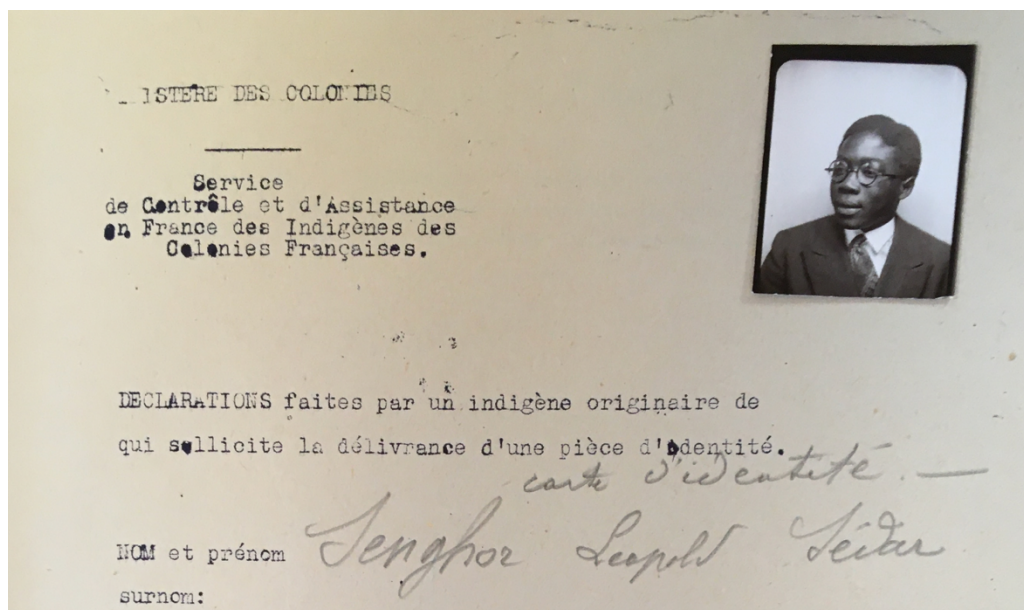 ISTERE DES COLONIES
Service
de Contrôle et d'Assistance
en France des Indigènes des
Colonies Françaises.
DECLARATIONS faites par un indigène originaire de
qui sollicite la délivrance d'une pièce d'identité.
carte d'identité. —
NOM et prénom Senghor Leopold Sédar
surnom: